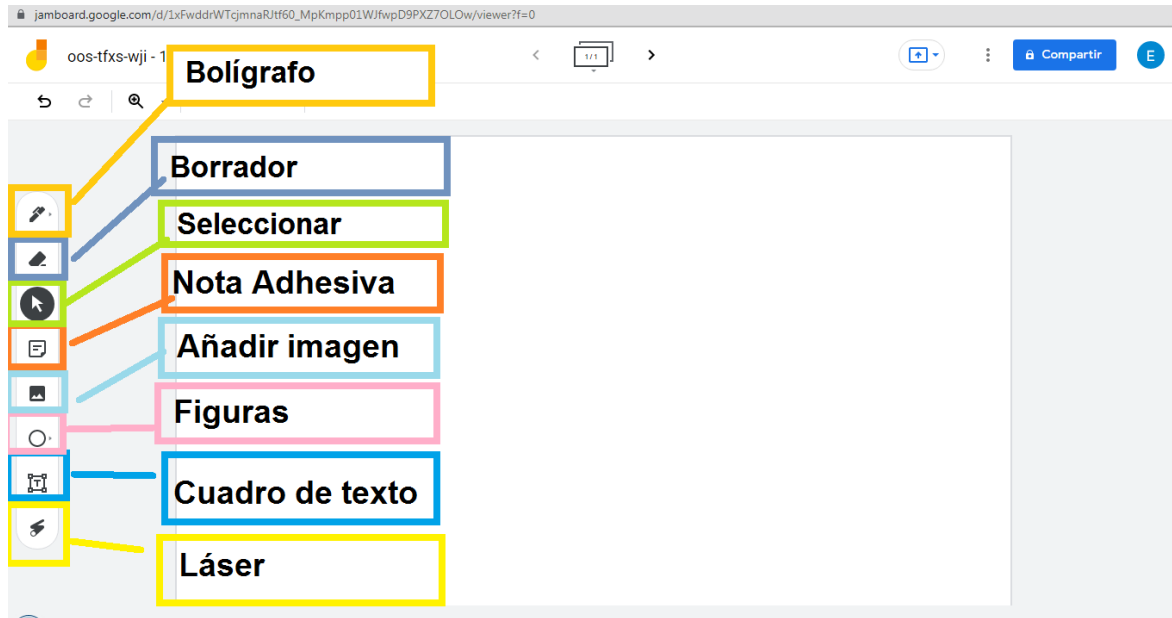 jamboard.google.com/d/1xFwddrWTcjmnaRJtf60_MpKmpp01WJfwpD9PXZ7OLOw/viewer?f=0
oos-tfxs-wji - 1
1/1
Compartir
E
Bolígrafo
Borrador
Seleccionar
Nota Adhesiva
Añadir imagen
Figuras
Cuadro de texto
Láser